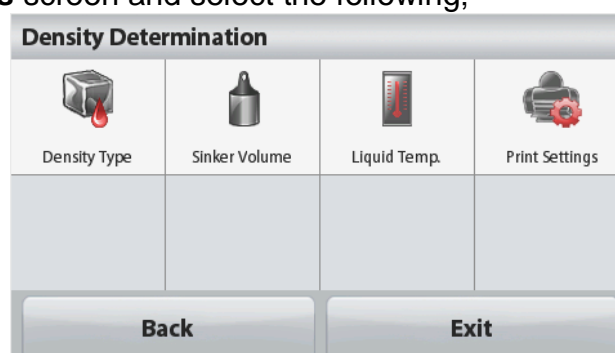 s screen and select the following,
Density Determination
Density Type Sinker Volume Liquid Temp. Print Settings
Back Exit